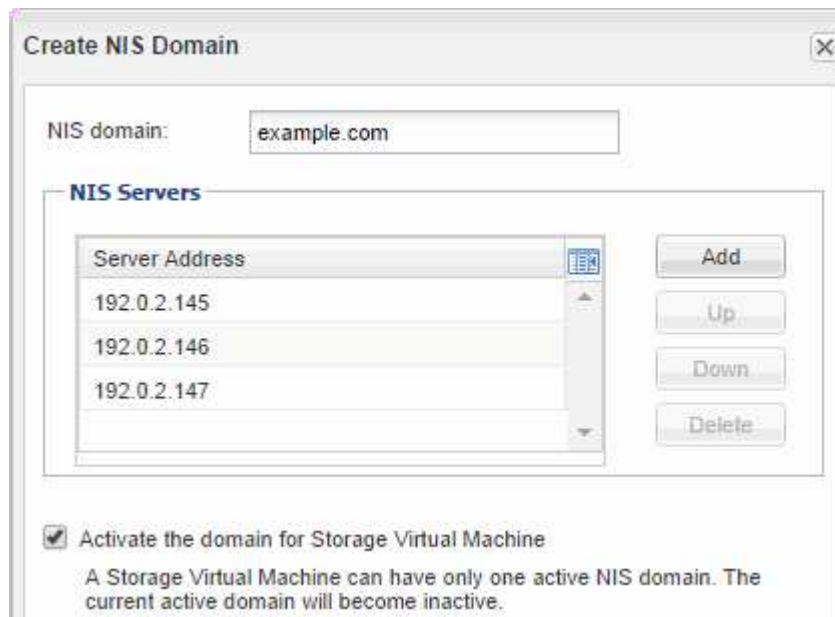 Create NIS Domain
NIS domain: example.com
NIS Servers
Server Address
192.0.2.145
192.0.2.146
192.0.2.147
Add
Up
Down
Delete
Activate the domain for Storage Virtual Machine
A Storage Virtual Machine can have only one active NIS domain. The
current active domain will become inactive.